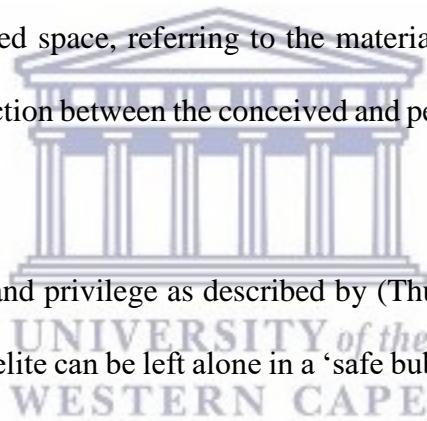 ed space, referring to the materia
ction between the conceived and pe
and privilege as described by (Thu
UNIVERSITY of the
elite can be left alone in a ‘safe bub
WESTERN CAPE